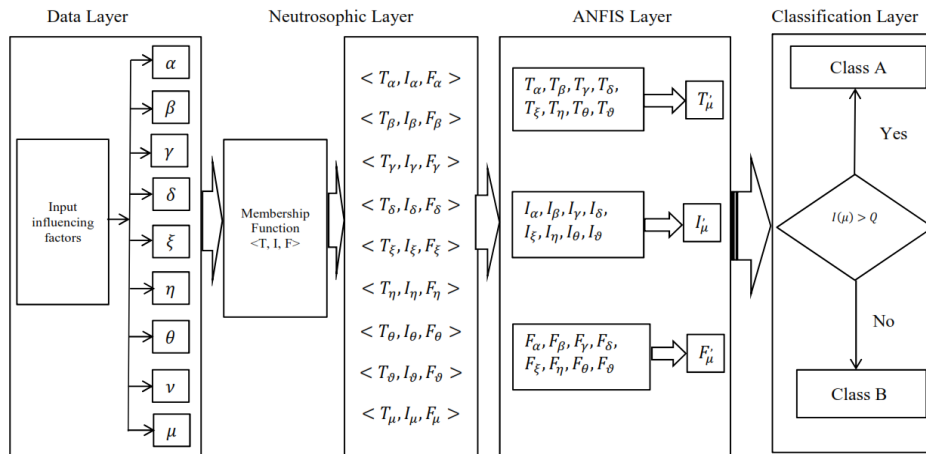 Data Layer
Neutrosophic Layer
ANFIS Layer
Classification Layer
Input
influencing
factors
α
β
γ
δ
ξ
η
θ
ν
μ
Membership
Function
<T, I, F>
< T_α, I_α, F_α >
< T_β, I_β, F_β >
< T_γ, I_γ, F_γ >
< T_δ, I_δ, F_δ >
< T_ξ, I_ξ, F_ξ >
< T_η, I_η, F_η >
< T_θ, I_θ, F_θ >
< T_ϑ, I_ϑ, F_ϑ >
< T_μ, I_μ, F_μ >
T_α, T_β, T_γ, T_δ,
T_ξ, T_η, T_θ, T_ϑ
T′_μ
I_α, I_β, I_γ, I_δ,
I_ξ, I_η, I_θ, I_ϑ
I′_μ
F_α, F_β, F_γ, F_δ,
F_ξ, F_η, F_θ, F_ϑ
F′_μ
Class A
Yes
I(μ) > Q
No
Class B